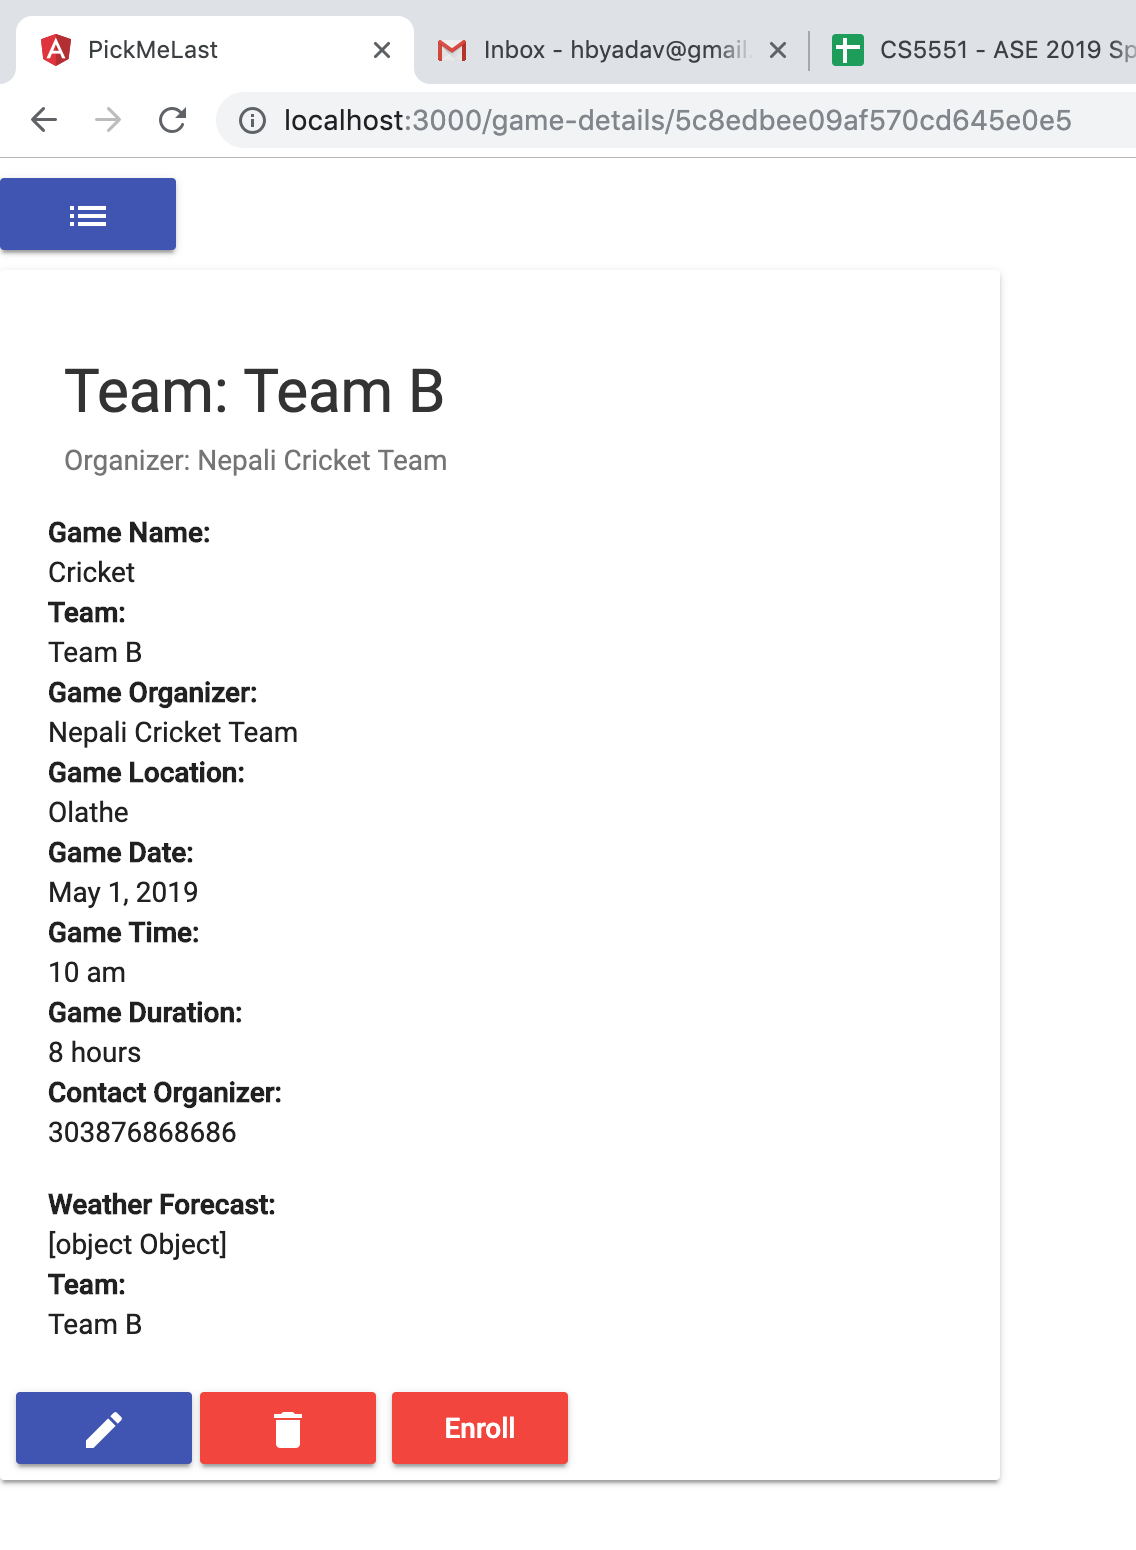 PickMeLast
Inbox - hbyadav@gmail.
CS5551 - ASE 2019 Sp
localhost:3000/game-details/5c8edbee09af570cd645e0e5
Team: Team B
Organizer: Nepali Cricket Team
Game Name:
Cricket
Team:
Team B
Game Organizer:
Nepali Cricket Team
Game Location:
Olathe
Game Date:
May 1, 2019
Game Time:
10 am
Game Duration:
8 hours
Contact Organizer:
303876868686
Weather Forecast:
[object Object]
Team:
Team B
Enroll